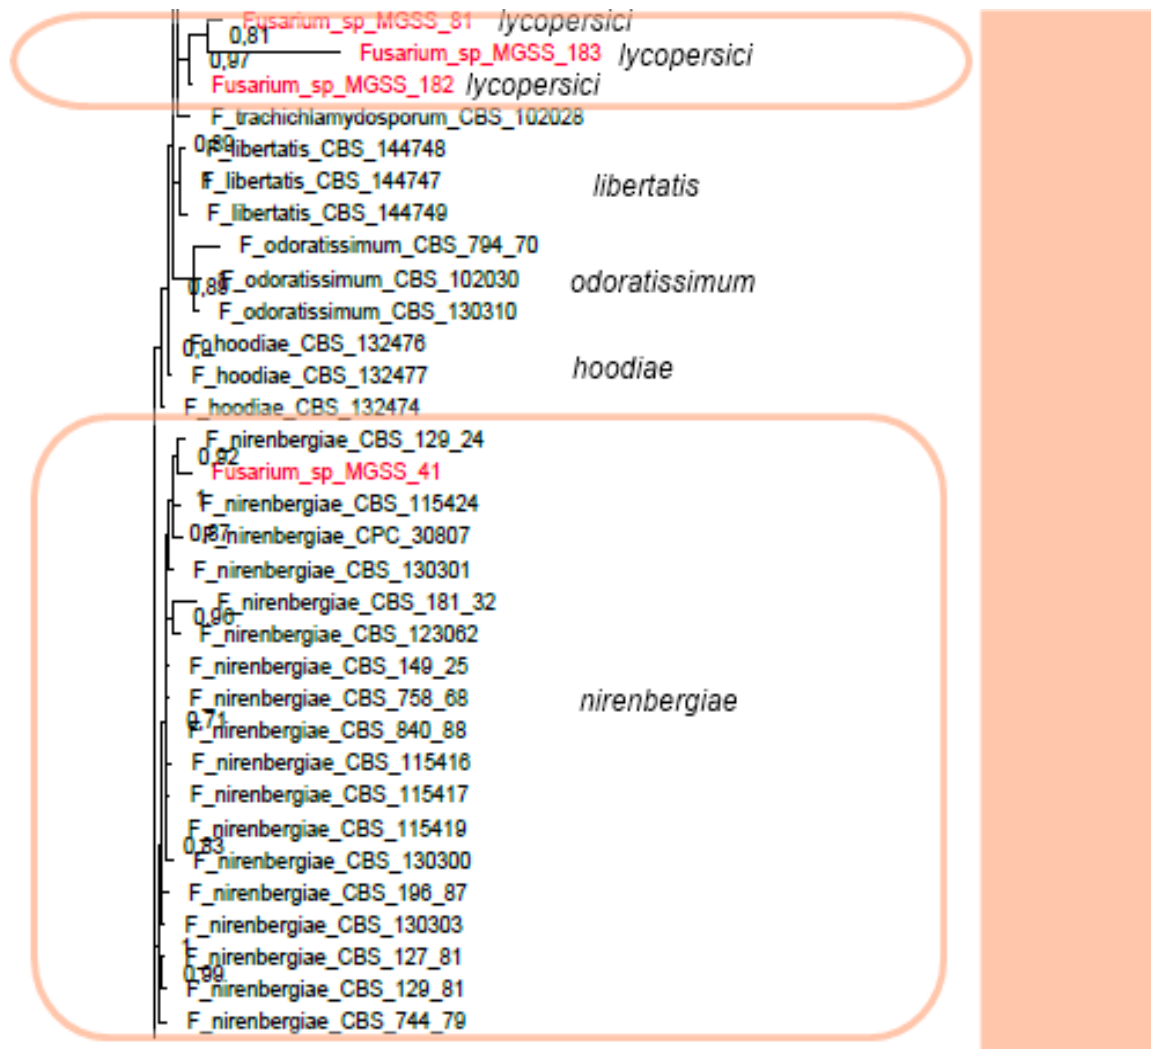 Fusarium_sp_MGSS_81 lycopersici
0,81
Fusarium_sp_MGSS_183 lycopersici
0,97
Fusarium_sp_MGSS_182 lycopersici
F_trachichlamydosporum_CBS_102028
F_libertatis_CBS_144748
F_libertatis_CBS_144747
libertatis
F_libertatis_CBS_144749
F_odoratissimum_CBS_794_70
F_odoratissimum_CBS_102030
odoratissimum
F_odoratissimum_CBS_130310
F_hoodiae_CBS_132476
F_hoodiae_CBS_132477
hoodiae
F_hoodiae_CBS_132474
F_nirenbergiae_CBS_129_24
0,92
Fusarium_sp_MGSS_41
F_nirenbergiae_CBS_115424
F_nirenbergiae_CPC_30807
F_nirenbergiae_CBS_130301
F_nirenbergiae_CBS_181_32
F_nirenbergiae_CBS_123062
F_nirenbergiae_CBS_149_25
F_nirenbergiae_CBS_758_68
nirenbergiae
0,71
F_nirenbergiae_CBS_840_88
F_nirenbergiae_CBS_115416
F_nirenbergiae_CBS_115417
F_nirenbergiae_CBS_115419
0,83
F_nirenbergiae_CBS_130300
F_nirenbergiae_CBS_196_87
F_nirenbergiae_CBS_130303
1
F_nirenbergiae_CBS_127_81
0,99
F_nirenbergiae_CBS_129_81
F_nirenbergiae_CBS_744_79